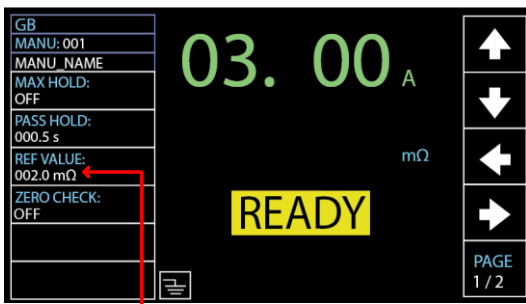 GB
MANU: 001
MANU_NAME
MAX HOLD:
OFF
PASS HOLD:
000.5 s
REF VALUE:
002.0 mΩ
ZERO CHECK:
OFF
03. 00 A
mΩ
READY
PAGE
1 / 2